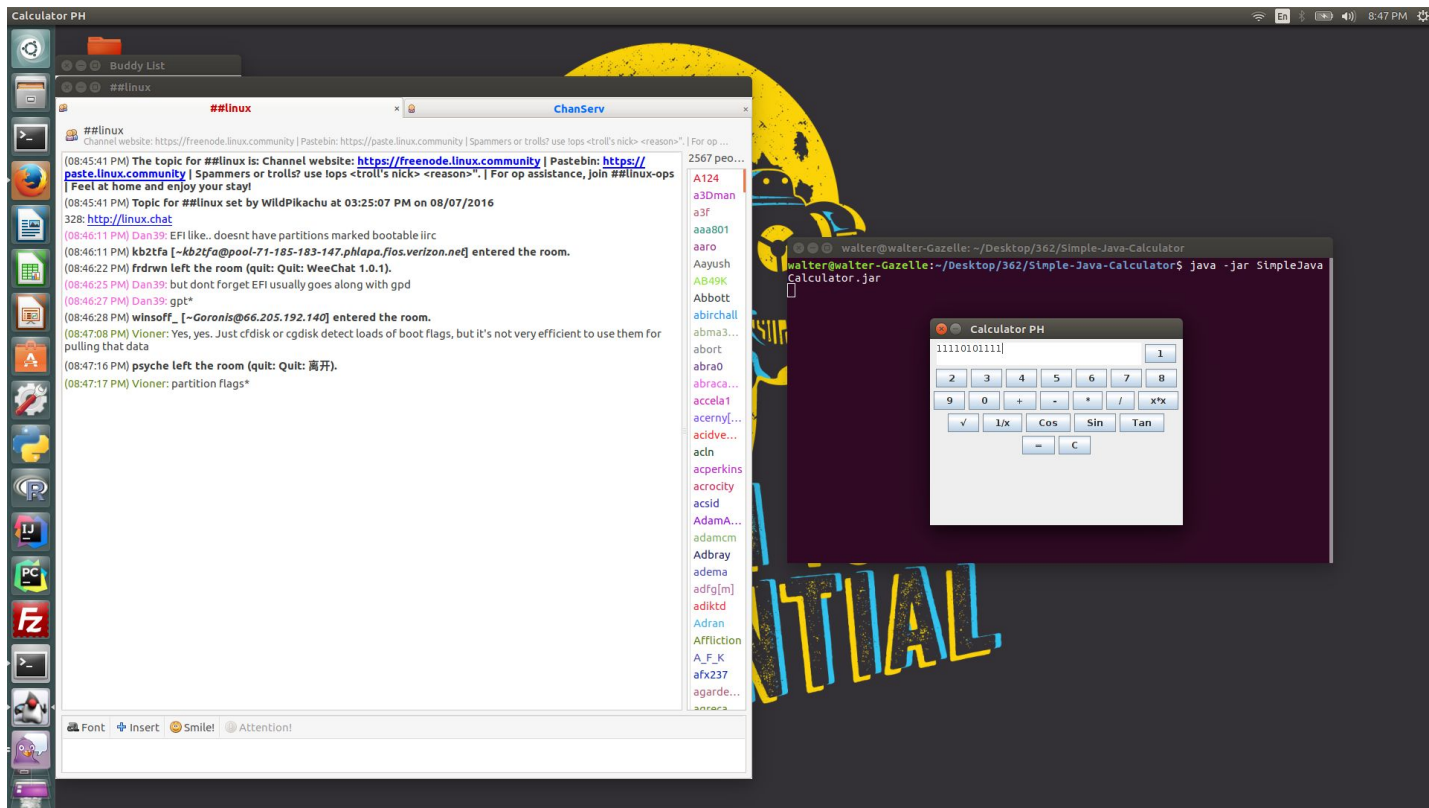 Calculator PH
En
8:47 PM
Buddy List
##linux
##linux
ChanServ
##linux
Channel website: https://freenode.linux.community | Pastebin: https://paste.linux.community | Spammers or trolls? use !ops <troll's nick> <reason>". | For op ...
(08:45:41 PM) The topic for ##linux is: Channel website: https://freenode.linux.community | Pastebin: https://
paste.linux.community | Spammers or trolls? use !ops <troll's nick> <reason>". | For op assistance, join ##linux-ops
| Feel at home and enjoy your stay!
(08:45:41 PM) Topic for ##linux set by WildPikachu at 03:25:07 PM on 08/07/2016
328: http://linux.chat
(08:46:11 PM) Dan39: EFI like.. doesnt have partitions marked bootable iirc
(08:46:11 PM) kb2tfa [~kb2tfa@pool-71-185-183-147.phlapa.fios.verizon.net] entered the room.
(08:46:22 PM) frdrwn left the room (quit: Quit: WeeChat 1.0.1).
(08:46:25 PM) Dan39: but dont forget EFI usually goes along with gpd
(08:46:27 PM) Dan39: gpt*
(08:46:28 PM) winsoff_ [~Goronis@66.205.192.140] entered the room.
(08:47:08 PM) Vioner: Yes, yes. Just cfdisk or cgdisk detect loads of boot flags, but it's not very efficient to use them for
pulling that data
(08:47:16 PM) psyche left the room (quit: Quit: 离开).
(08:47:17 PM) Vioner: partition flags*
2567 peo...
A124
a3Dman
a3f
aaa801
aaro
Aayush
AB49K
Abbott
abirchall
abma3...
abort
abra0
abraca...
accela1
acerny[...
acidve...
acln
acperkins
acrocity
acsid
AdamA...
adamcm
Adbray
adema
adfg[m]
adiktd
Adran
Affliction
A_F_K
afx237
agarde...
agreca
Font
Insert
Smile!
Attention!
walter@walter-Gazelle: ~/Desktop/362/Simple-Java-Calculator
walter@walter-Gazelle:~/Desktop/362/Simple-Java-Calculator$ java -jar SimpleJava
Calculator.jar
Calculator PH
11110101111
1
2 3 4 5 6 7 8
9 0 + - * / x*x
√ 1/x Cos Sin Tan
= C
NTIAL
IJ
PC
Fz
R